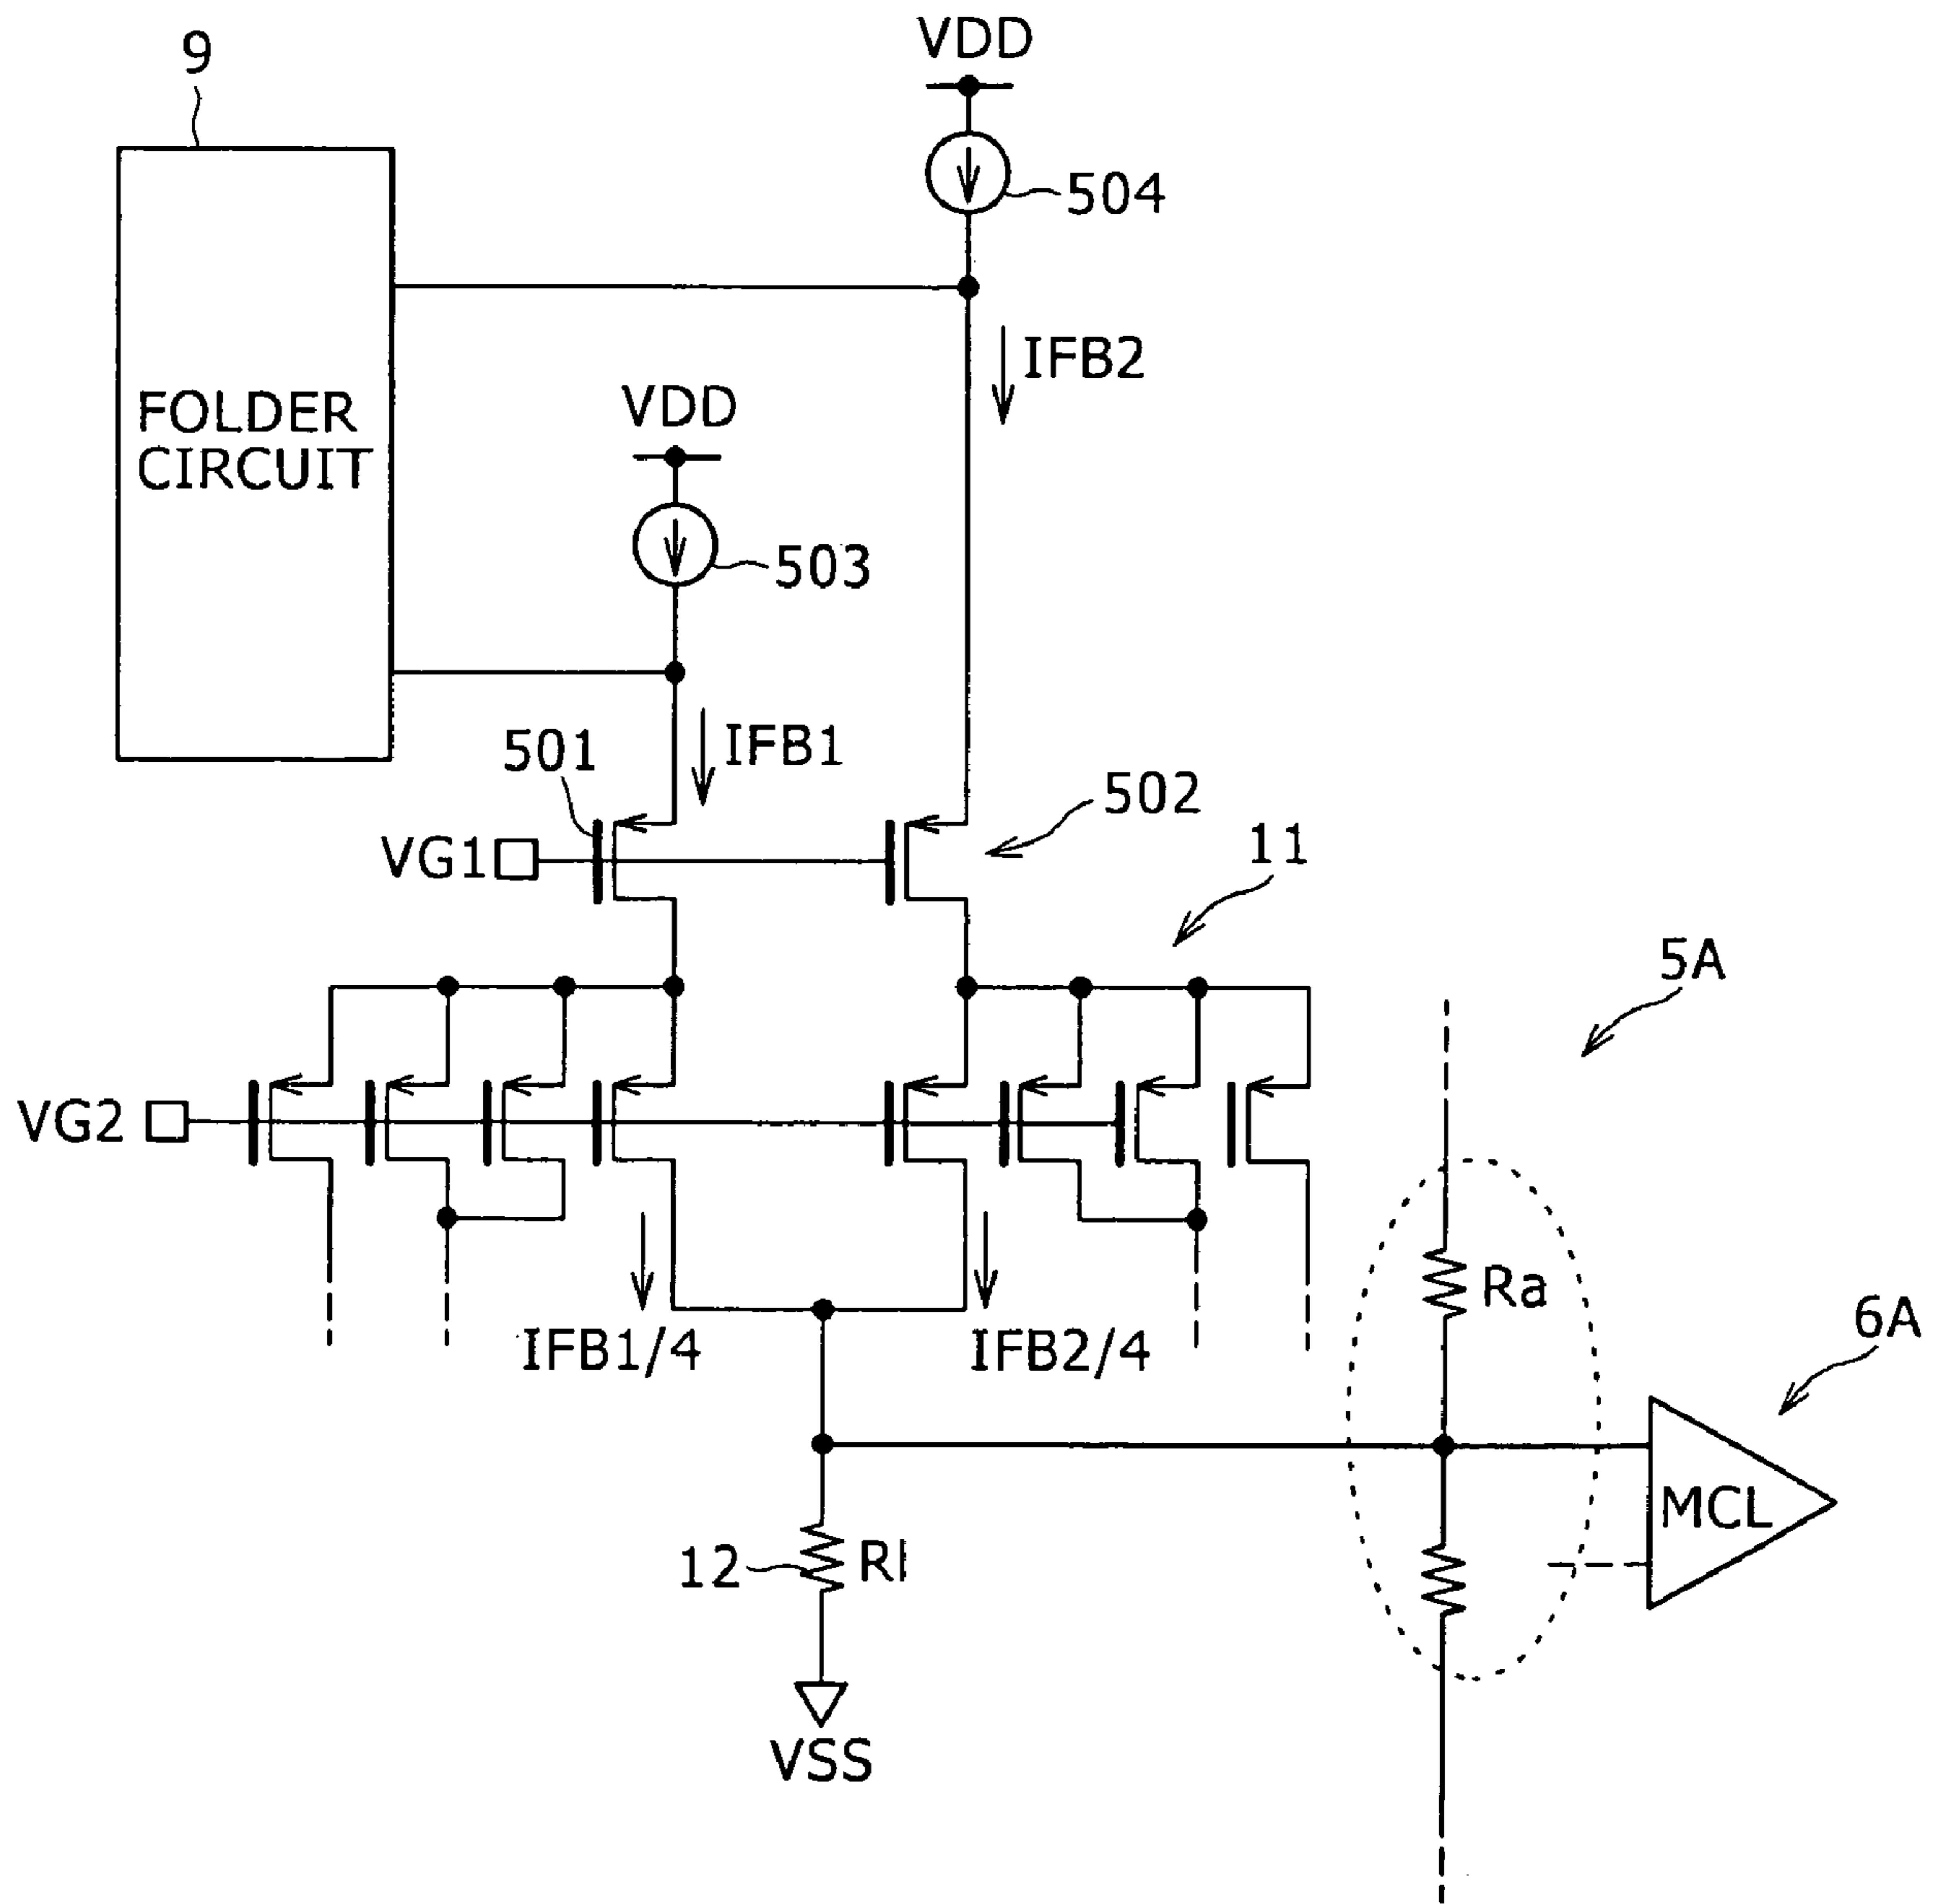 9
VDD
504
FOLDER
CIRCUIT
IFB2
VDD
503
501
IFB1
502
VG1
11
5A
VG2
Ra
IFB1/4
IFB2/4
6A
MCL
12
Rl
VSS